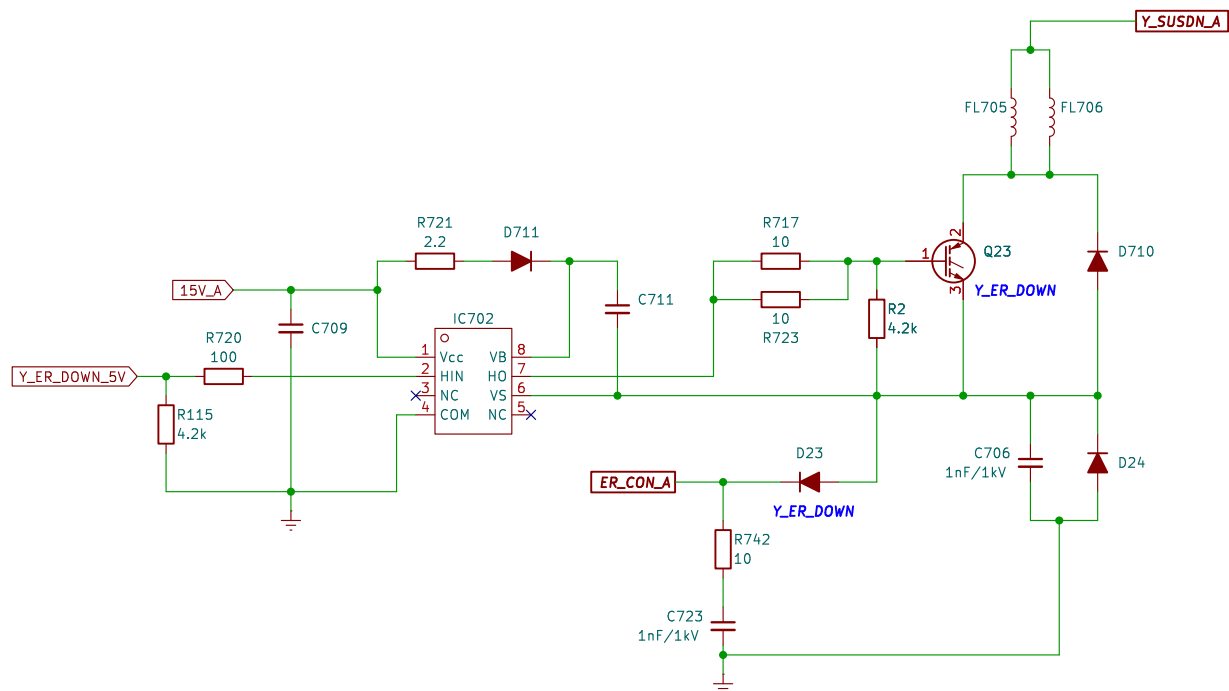 Y_SUSDN_A
FL705
FL706
R721
2.2
D711
R717
10
1
2
3
Q23
Y_ER_DOWN
D710
15V_A
C709
C711
10
R723
R2
4.2k
R720
100
IC702
1
Vcc
VB
8
Y_ER_DOWN_5V
2
HIN
HO
7
3
NC
VS
6
4
COM
NC
5
R115
4.2k
D23
ER_CON_A
Y_ER_DOWN
C706
1nF/1kV
D24
R742
10
C723
1nF/1kV